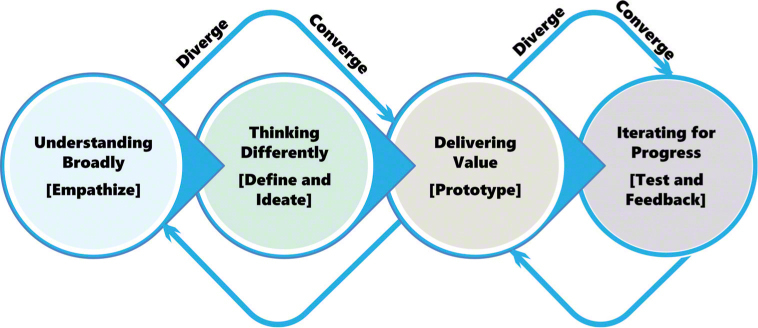 Diverge
Converge
Diverge
Converge
Understanding
Broadly
[Empathize]
Thinking
Differently
[Define and
Ideate]
Delivering
Value
[Prototype]
Iterating for
Progress
[Test and
Feedback]